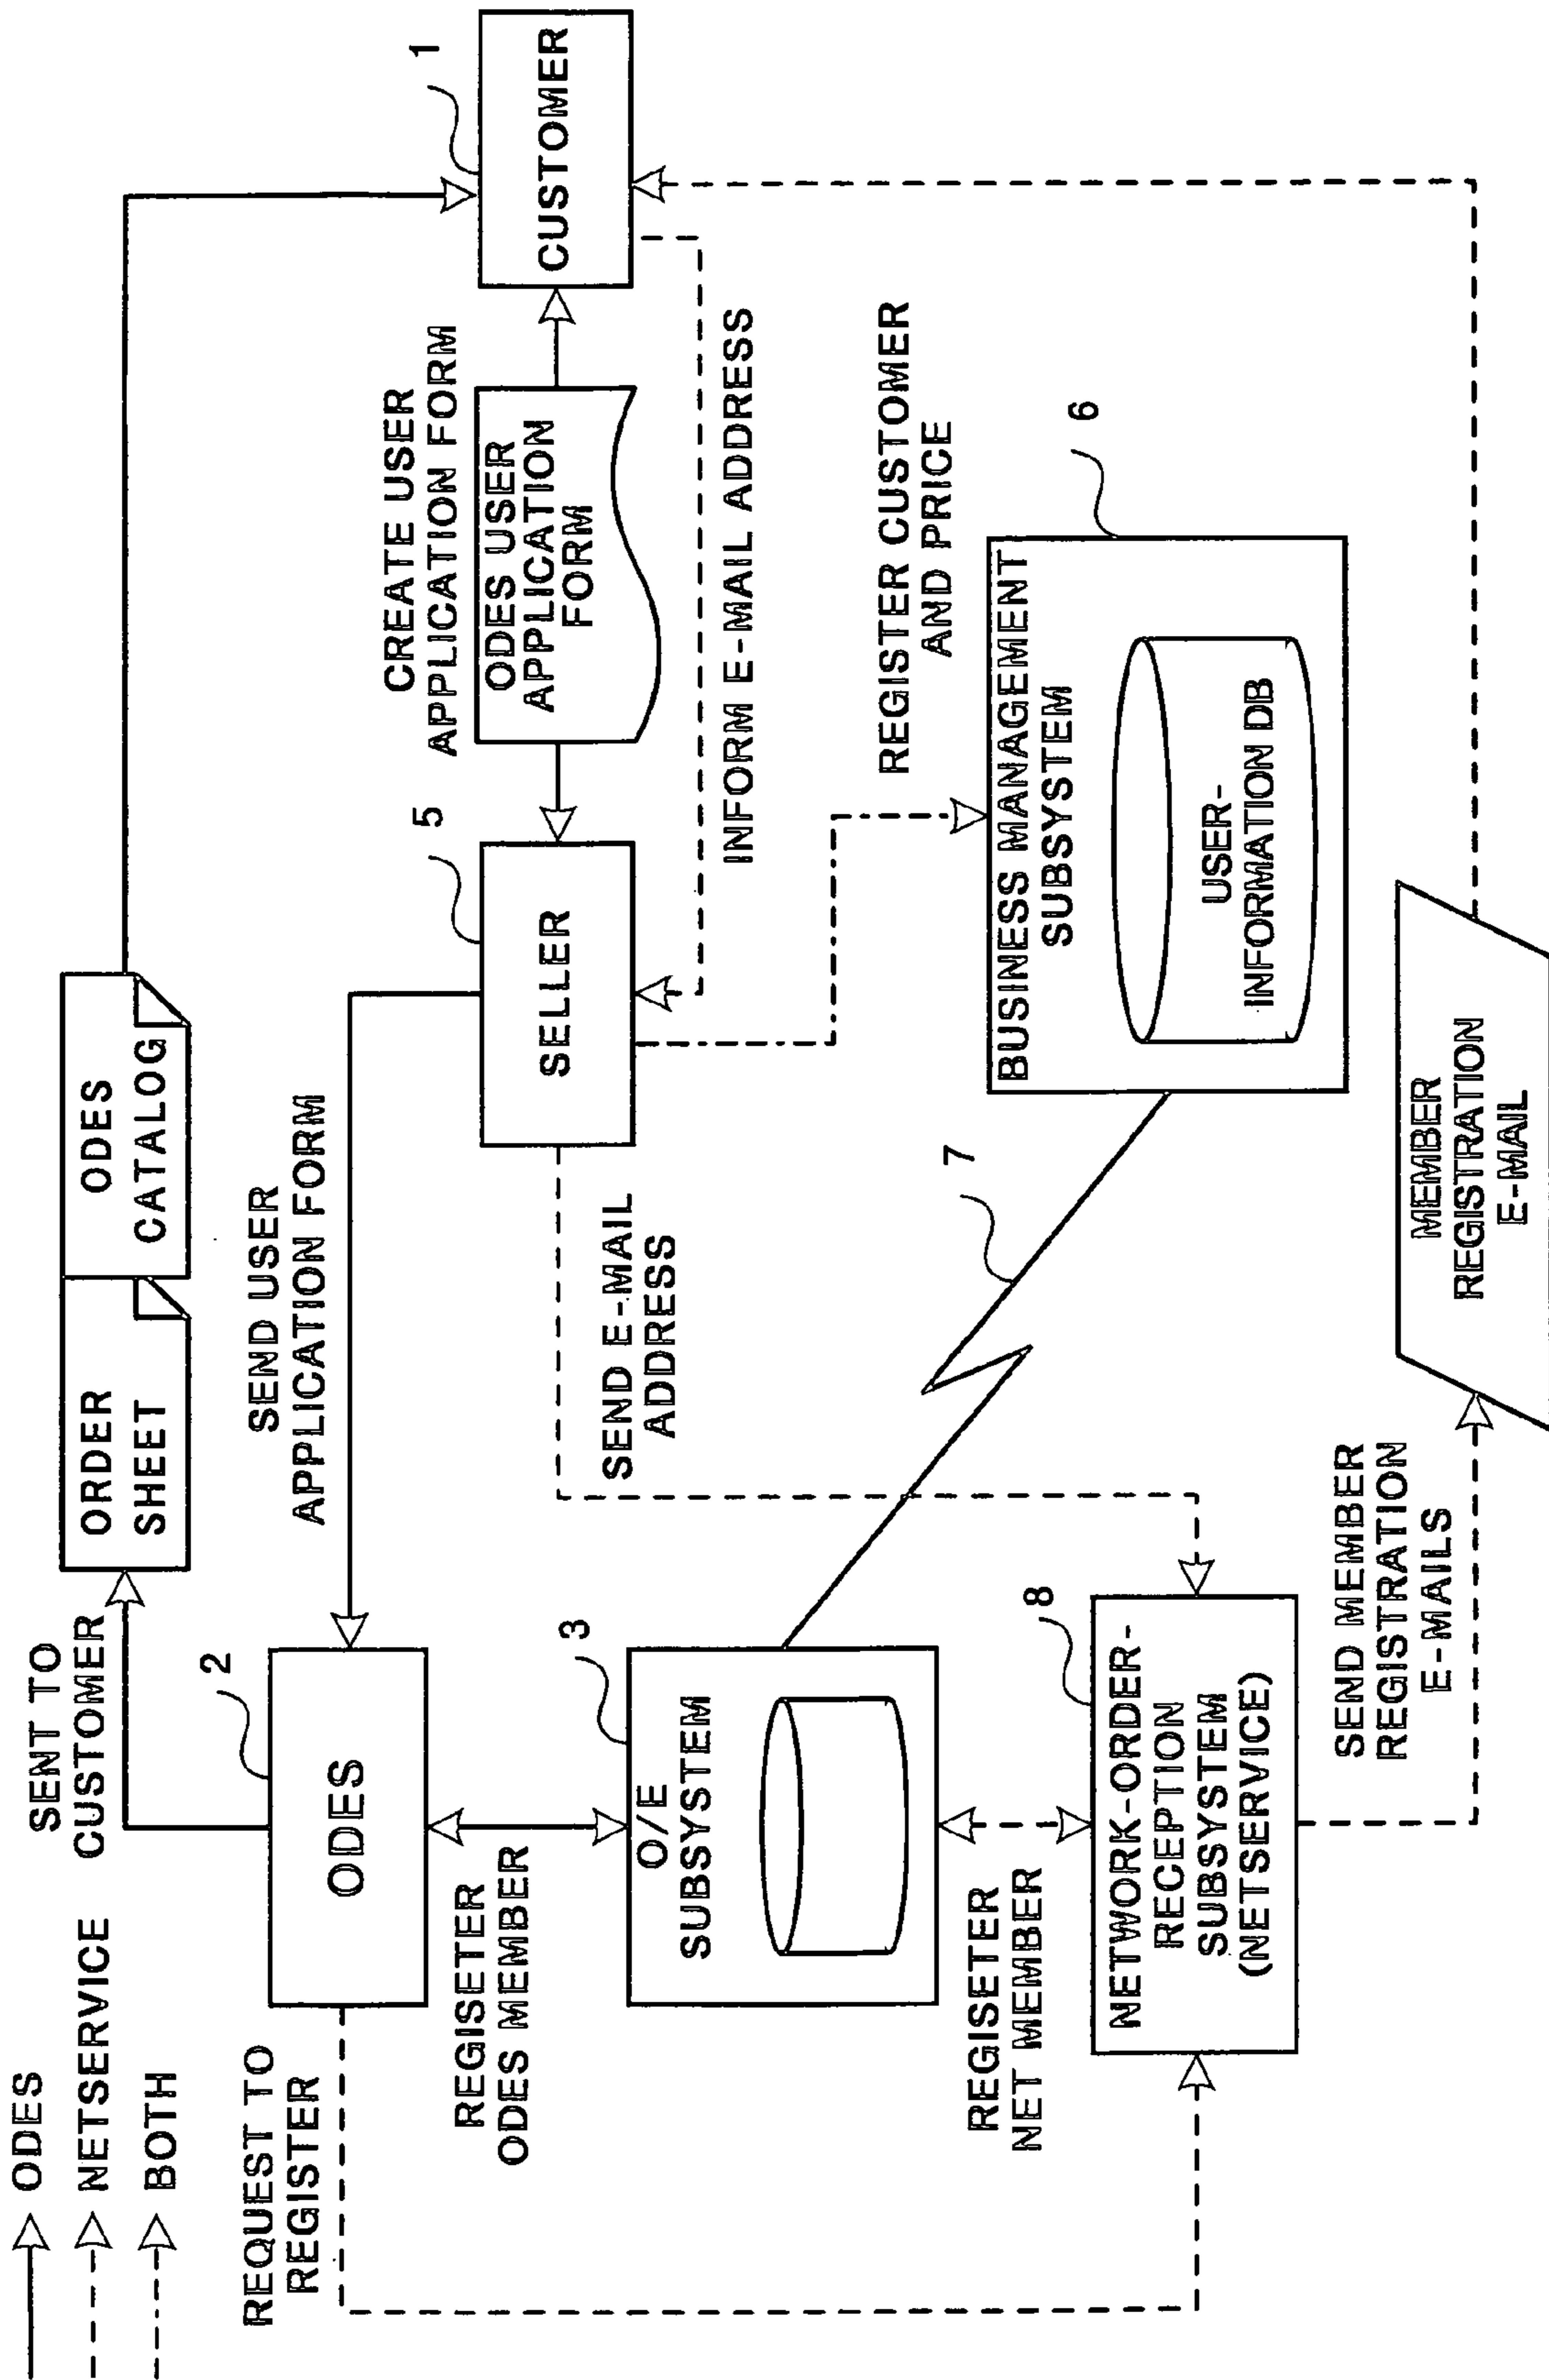 ODES
NETSERVICE
BOTH
SENT TO
CUSTOMER
ORDER
SHEET
ODES
CATALOG
REQUEST TO
REGISTER
2
ODES
SEND USER
APPLICATION FORM
5
SELLER
CREATE USER
APPLICATION FORM
ODES USER
APPLICATION
FORM
1
CUSTOMER
INFORM E-MAIL ADDRESS
REGISETER
ODES MEMBER
3
O/E
SUBSYSTEM
SEND E-MAIL
ADDRESS
7
REGISTER CUSTOMER
AND PRICE
6
BUSINESS MANAGEMENT
SUBSYSTEM
USER-
INFORMATION DB
REGISETER
NET MEMBER
8
NETWORK-ORDER-
RECEPTION
SUBSYSTEM
(NETSERVICE)
SEND MEMBER
REGISTRATION
E-MAILS
MEMBER
REGISTRATION
E-MAIL